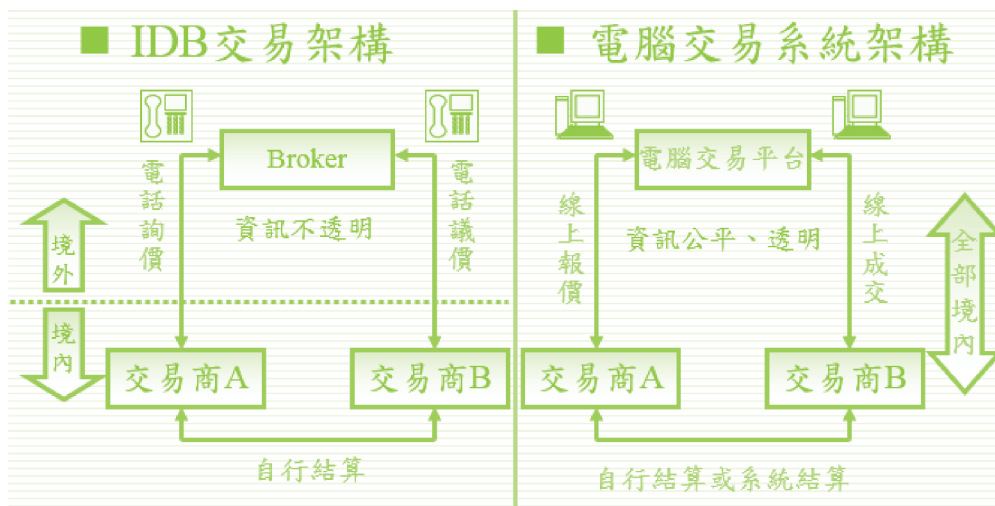 ■ IDB交易架構
Broker
電話詢價
電話議價
資訊不透明
境外
境內
交易商A
交易商B
自行結算
■ 電腦交易系統架構
電腦交易平台
線上報價
線上成交
資訊公平、透明
全部境內
交易商A
交易商B
自行結算或系統結算